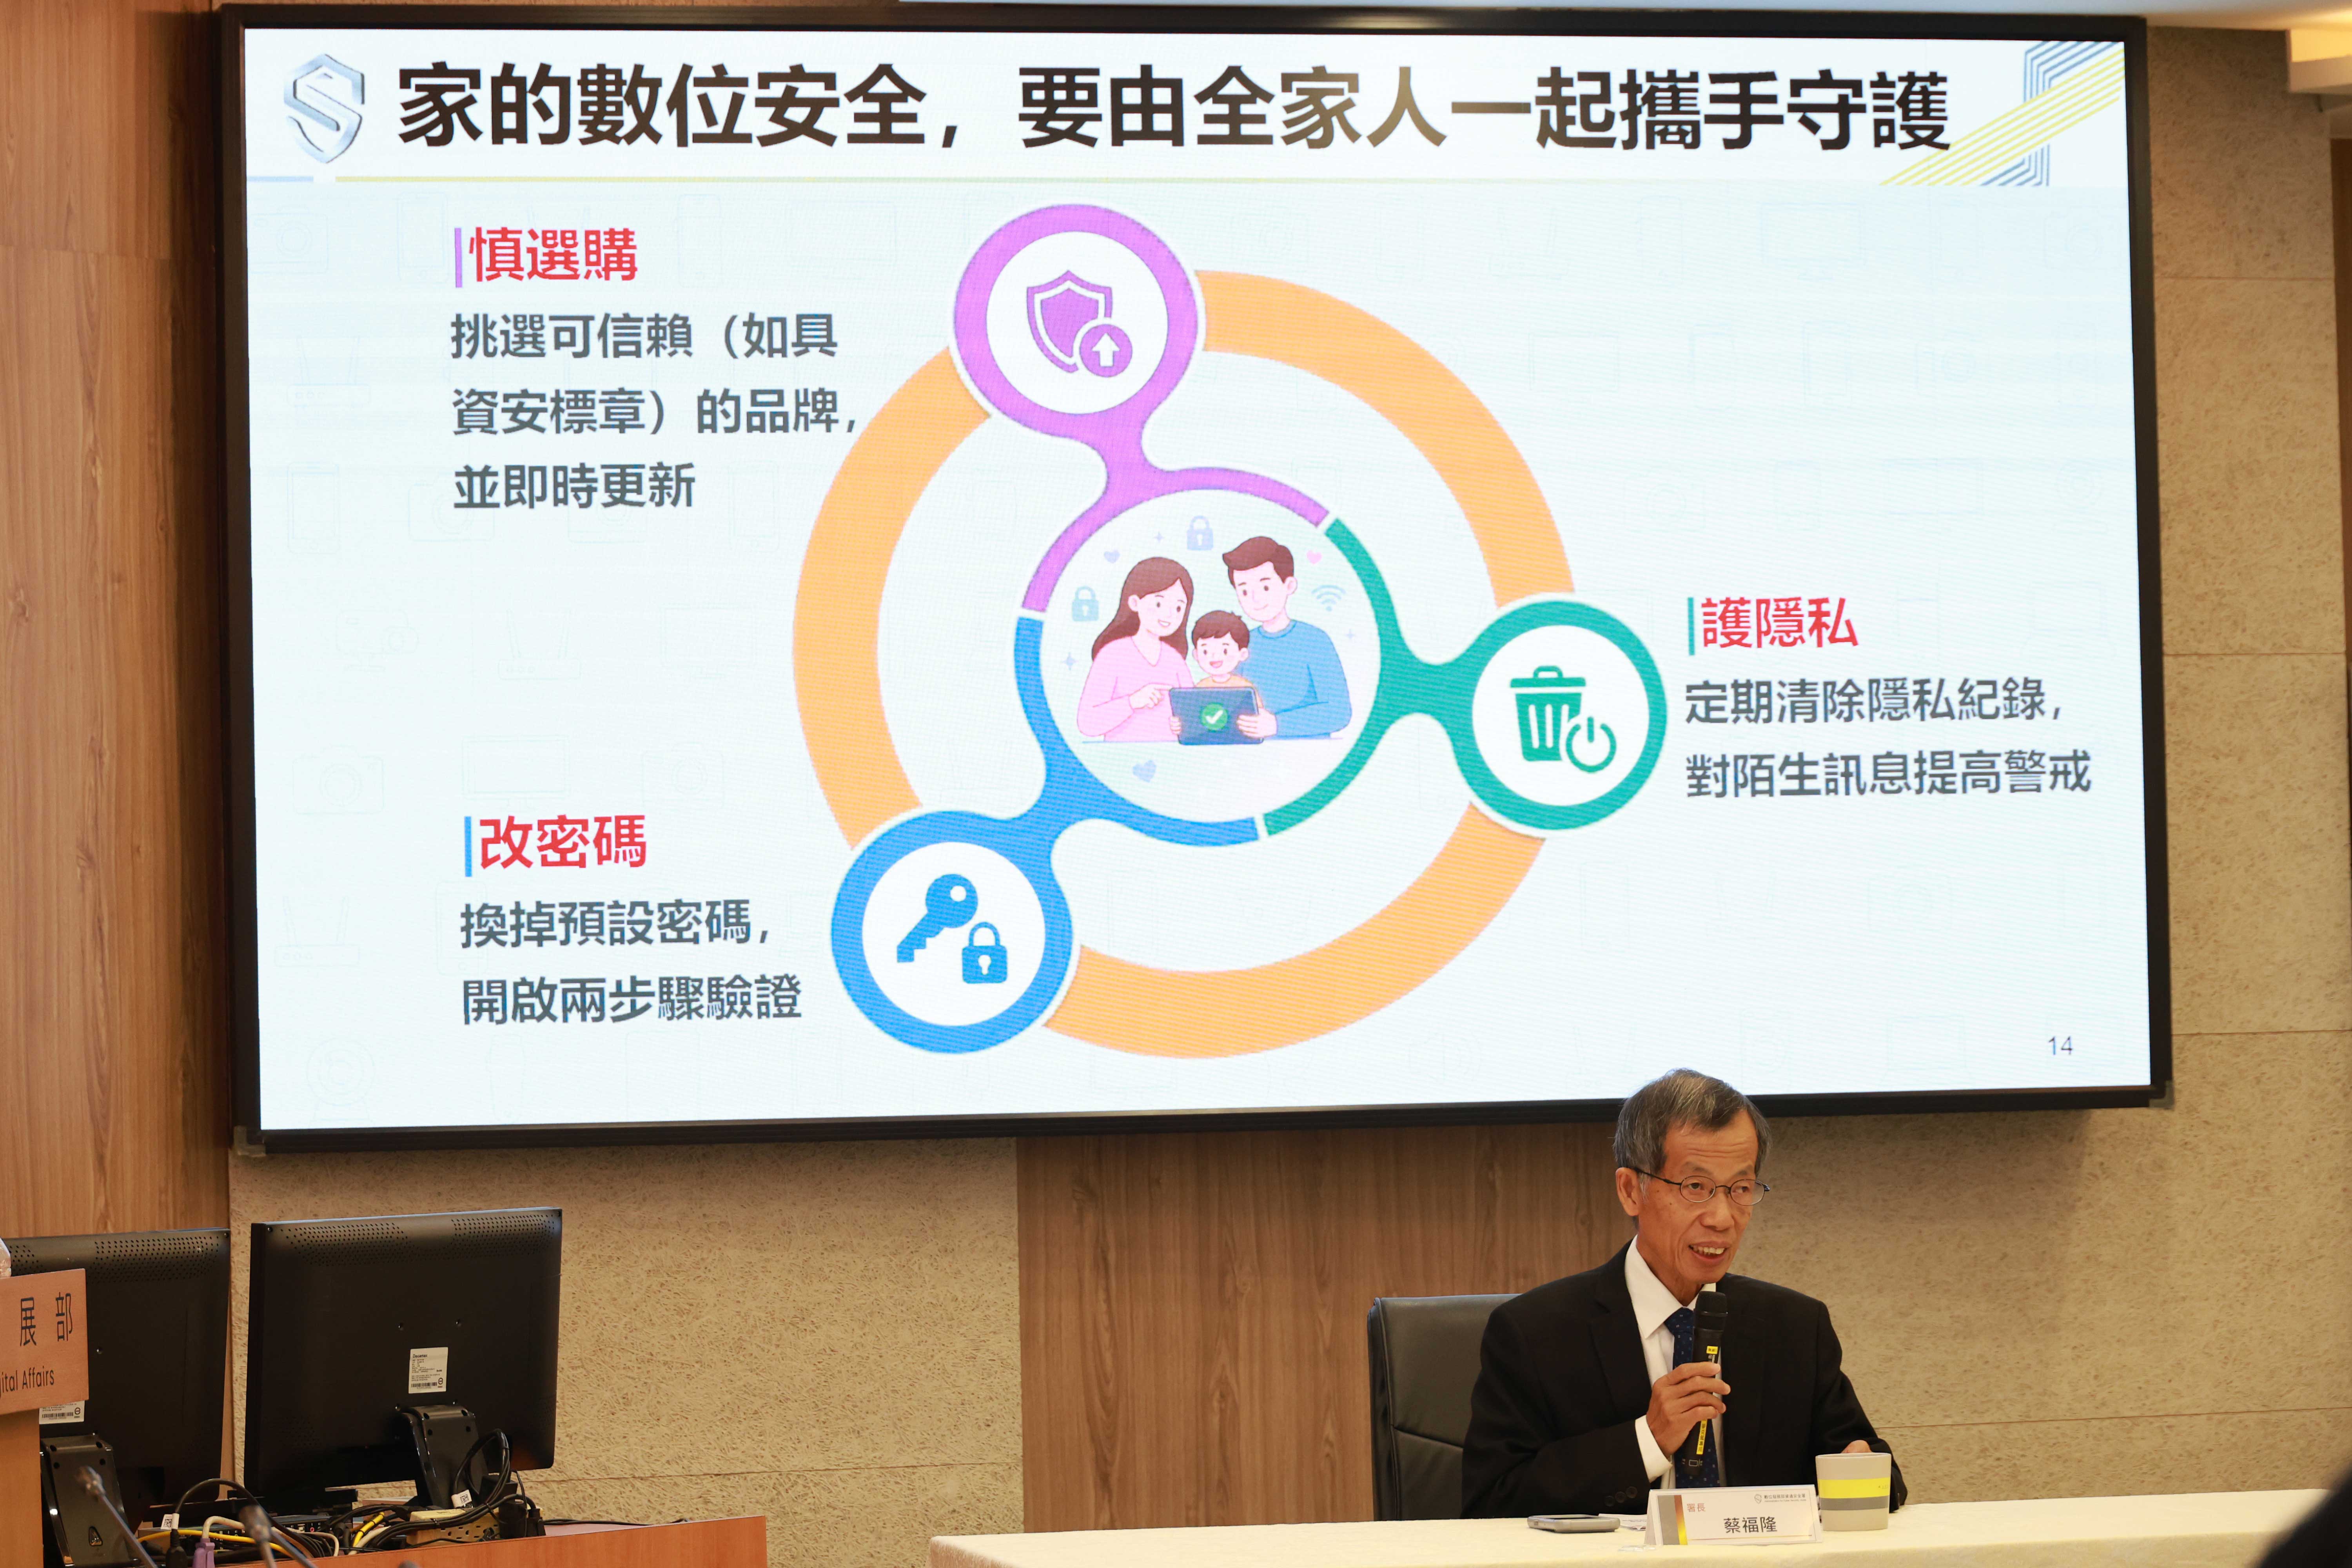 家的數位安全，要由全家人一起攜手守護
慎選購
挑選可信賴（如具
資安標章）的品牌，
並即時更新
護隱私
定期清除隱私紀錄，
對陌生訊息提高警戒
改密碼
換掉預設密碼，
開啟兩步驟驗證
14
展 部
ital Affairs
署長
蔡福隆